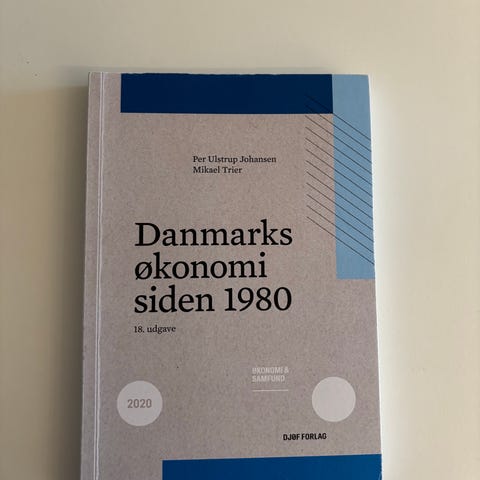 Per Ulstrup Johansen
Mikael Trier
Danmarks
økonomi
siden 1980
18. udgave
ØKONOMI &
SAMFUND
2020
DJØF FORLAG